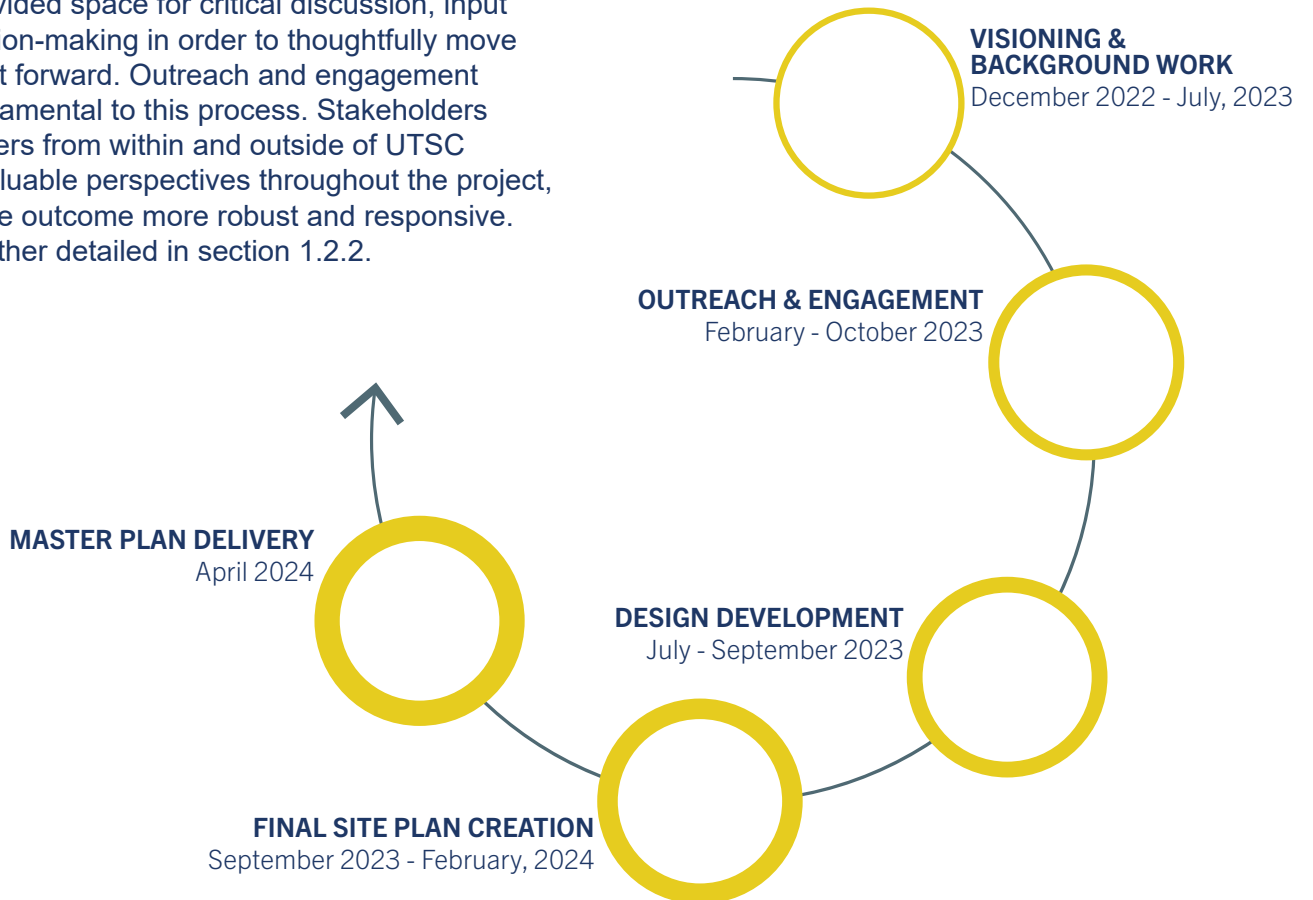 vided space for critical discussion, input
ion-making in order to thoughtfully move
t forward. Outreach and engagement
amental to this process. Stakeholders
ers from within and outside of UTSC
luable perspectives throughout the project,
e outcome more robust and responsive.
ther detailed in section 1.2.2.
VISIONING &
BACKGROUND WORK
December 2022 - July, 2023
OUTREACH & ENGAGEMENT
February - October 2023
DESIGN DEVELOPMENT
July - September 2023
FINAL SITE PLAN CREATION
September 2023 - February, 2024
MASTER PLAN DELIVERY
April 2024